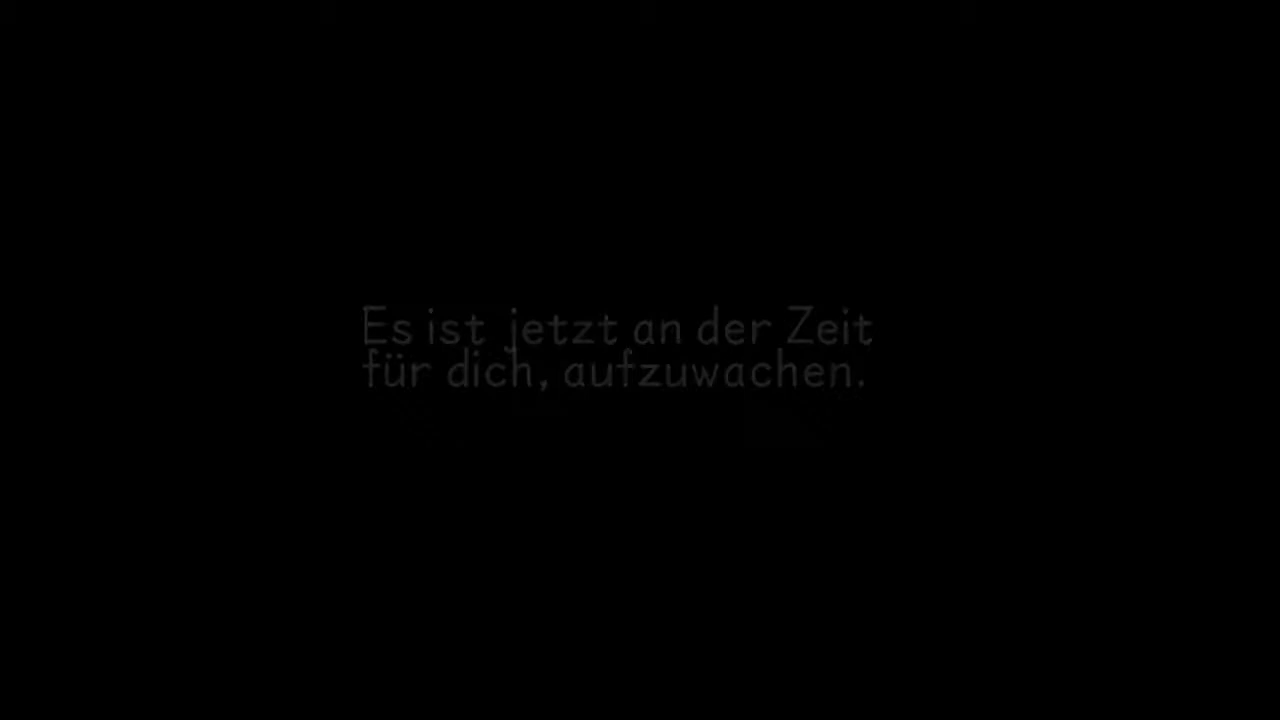 Es ist jetzt an der Zeit
für dich, aufzuwachen.